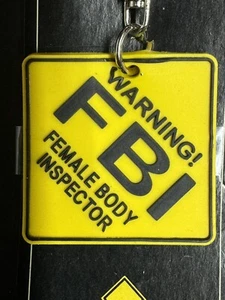 WARNING!
FBI
FEMALE BODY
INSPECTOR